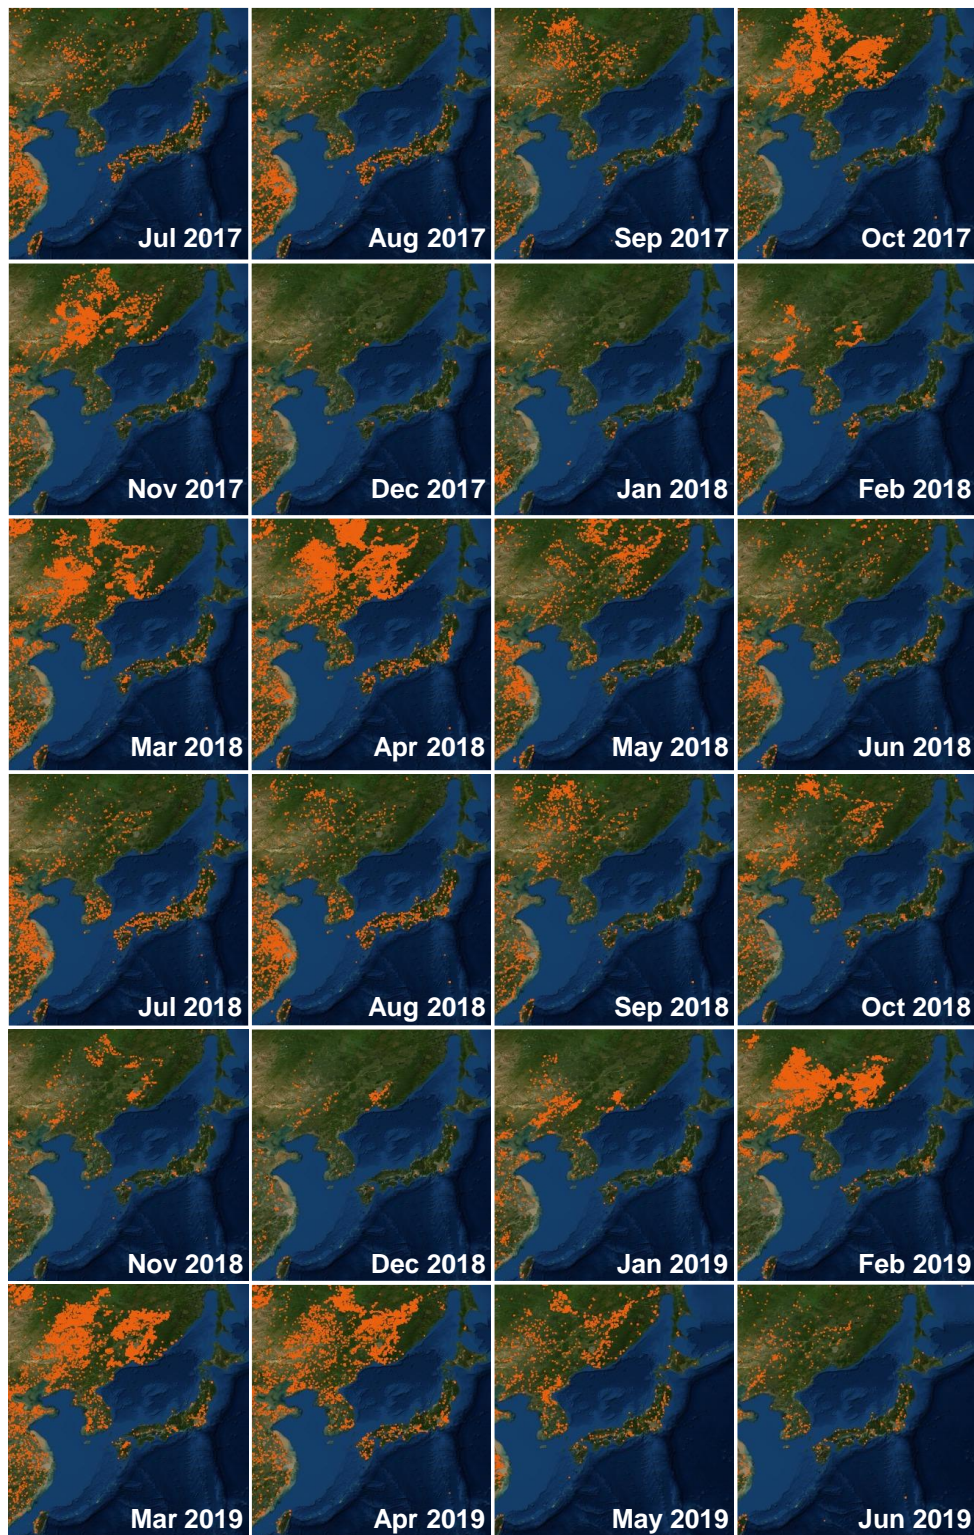 Jul 2017
Aug 2017
Sep 2017
Oct 2017
Nov 2017
Dec 2017
Jan 2018
Feb 2018
Mar 2018
Apr 2018
May 2018
Jun 2018
Jul 2018
Aug 2018
Sep 2018
Oct 2018
Nov 2018
Dec 2018
Jan 2019
Feb 2019
Mar 2019
Apr 2019
May 2019
Jun 2019